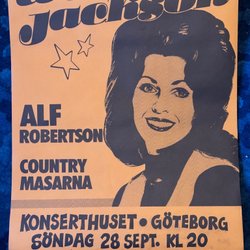 Jackson
ALF
ROBERTSON
COUNTRY
MASARNA
KONSERTHUSET • GÖTEBORG
SÖNDAG 28 SEPT. KL 20